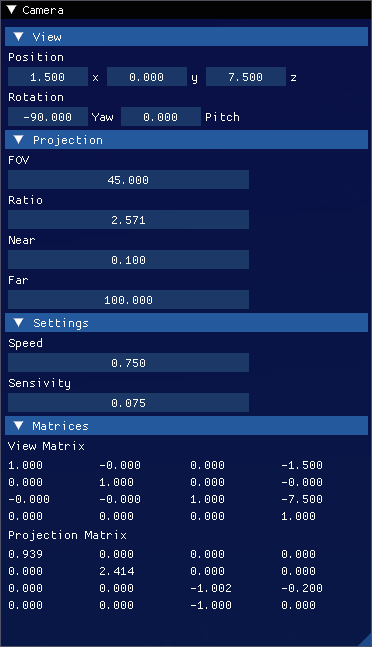 Camera
View
Position
1.500 x 0.000 y 7.500 z
Rotation
-90.000 Yaw 0.000 Pitch
Projection
FOV
45.000
Ratio
2.571
Near
0.100
Far
100.000
Settings
Speed
0.750
Sensivity
0.075
Matrices
View Matrix
1.000 -0.000 0.000 -1.500
0.000 1.000 0.000 -0.000
-0.000 -0.000 1.000 -7.500
0.000 0.000 0.000 1.000
Projection Matrix
0.939 0.000 0.000 0.000
0.000 2.414 0.000 0.000
0.000 0.000 -1.002 -0.200
0.000 0.000 -1.000 0.000